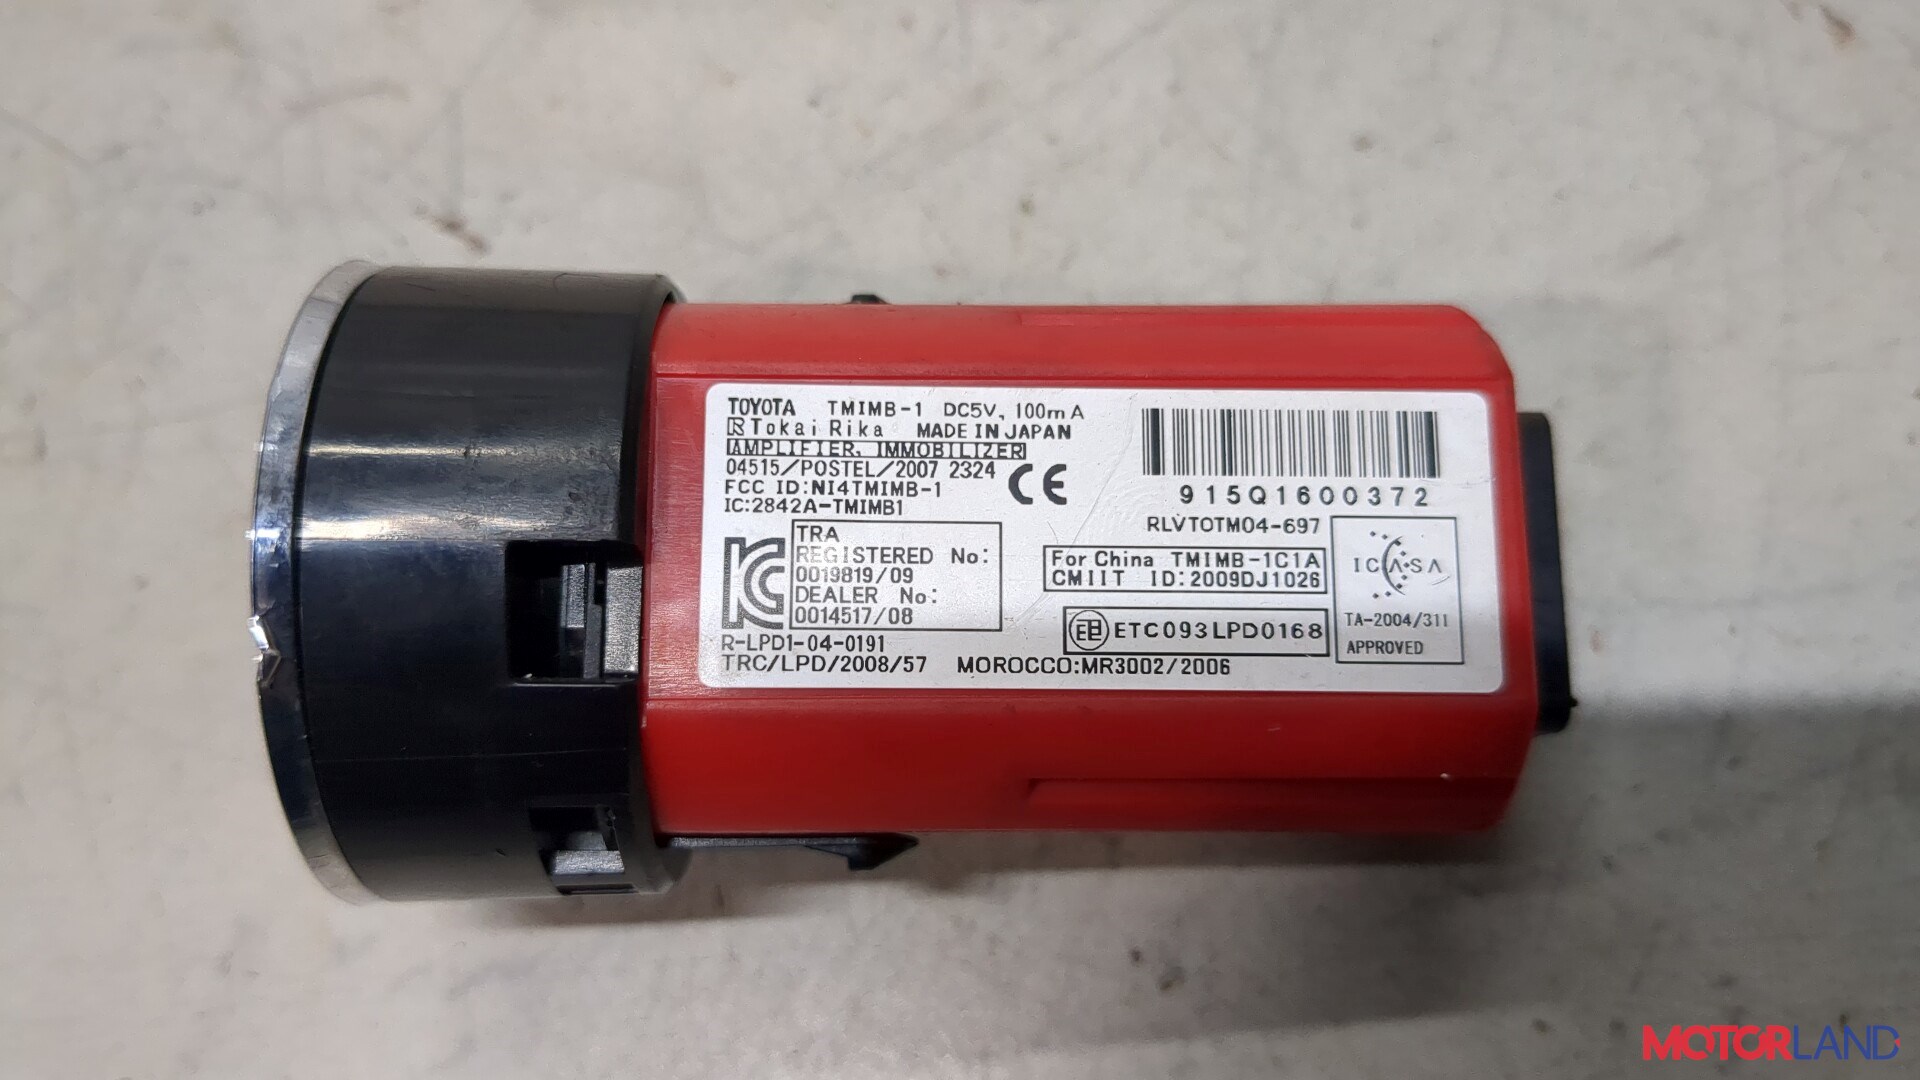 TOYOTA TMIMB-1 DC5V, 100mA
Tokai Rika MADE IN JAPAN
AMPLIFIER, IMMOBILIZER
04515/POSTEL/2007 2324
FCC ID:NI4TMIMB-1
IC:2842A-TMIMB1
CE
TRA
REGISTERED No:
0019819/09
DEALER No:
0014517/08
R-LPD1-04-0191
TRC/LPD/2008/57 MOROCCO:MR3002/2006
915Q1600372
RLVTOTM04-697
For China TMIMB-1C1A
CMIIT ID:2009DJ1026
ETC093LPD0168
ICASA
TA-2004/311
APPROVED
MOTORLAND